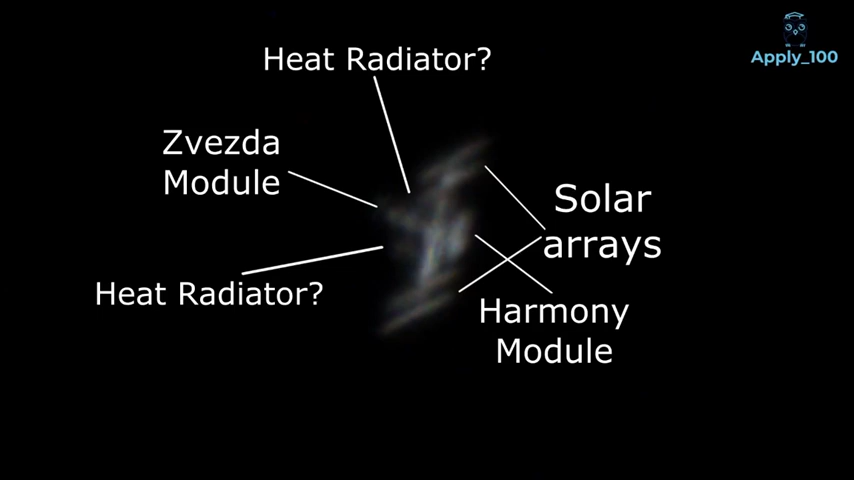 Heat Radiator?
Apply_100
Zvezda
Module
Solar
arrays
Heat Radiator?
Harmony
Module